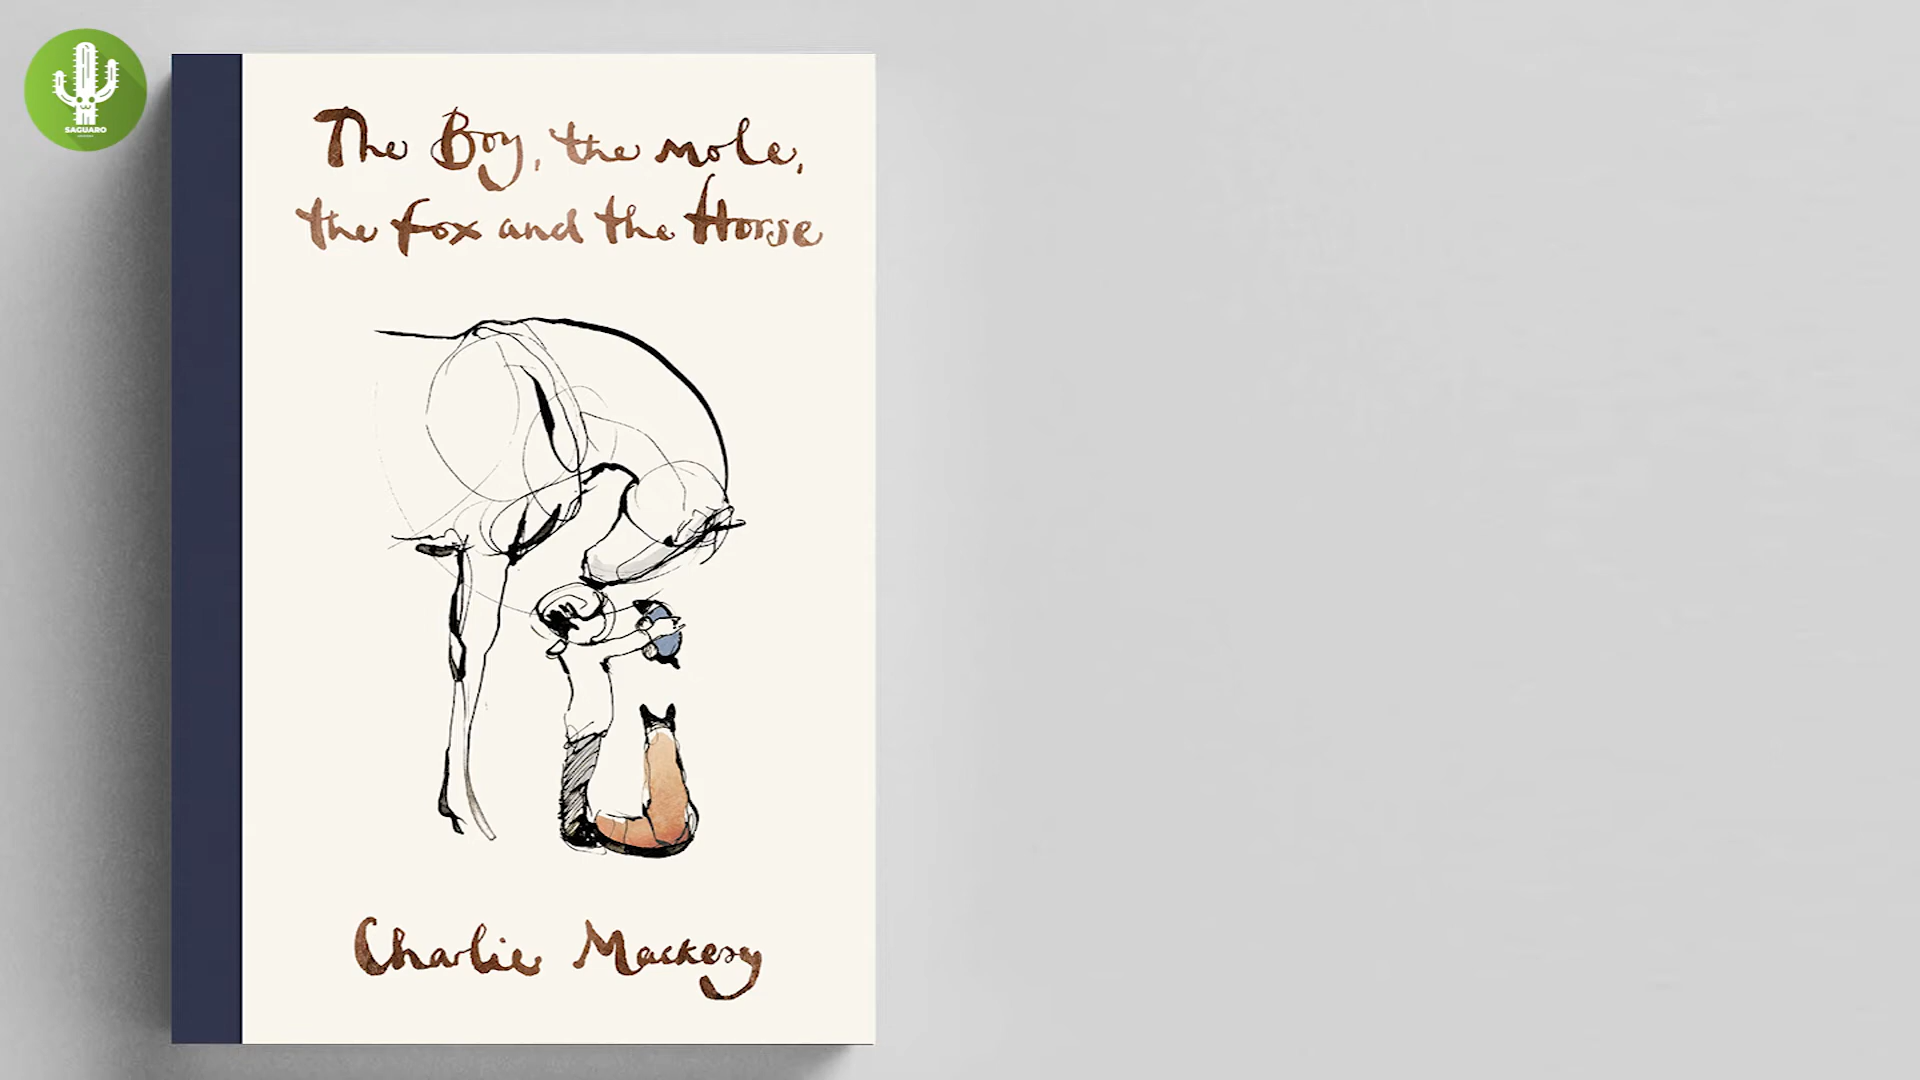 SAGUARO
The Boy, the mole,
the fox and the Horse
Charlie Mackesy